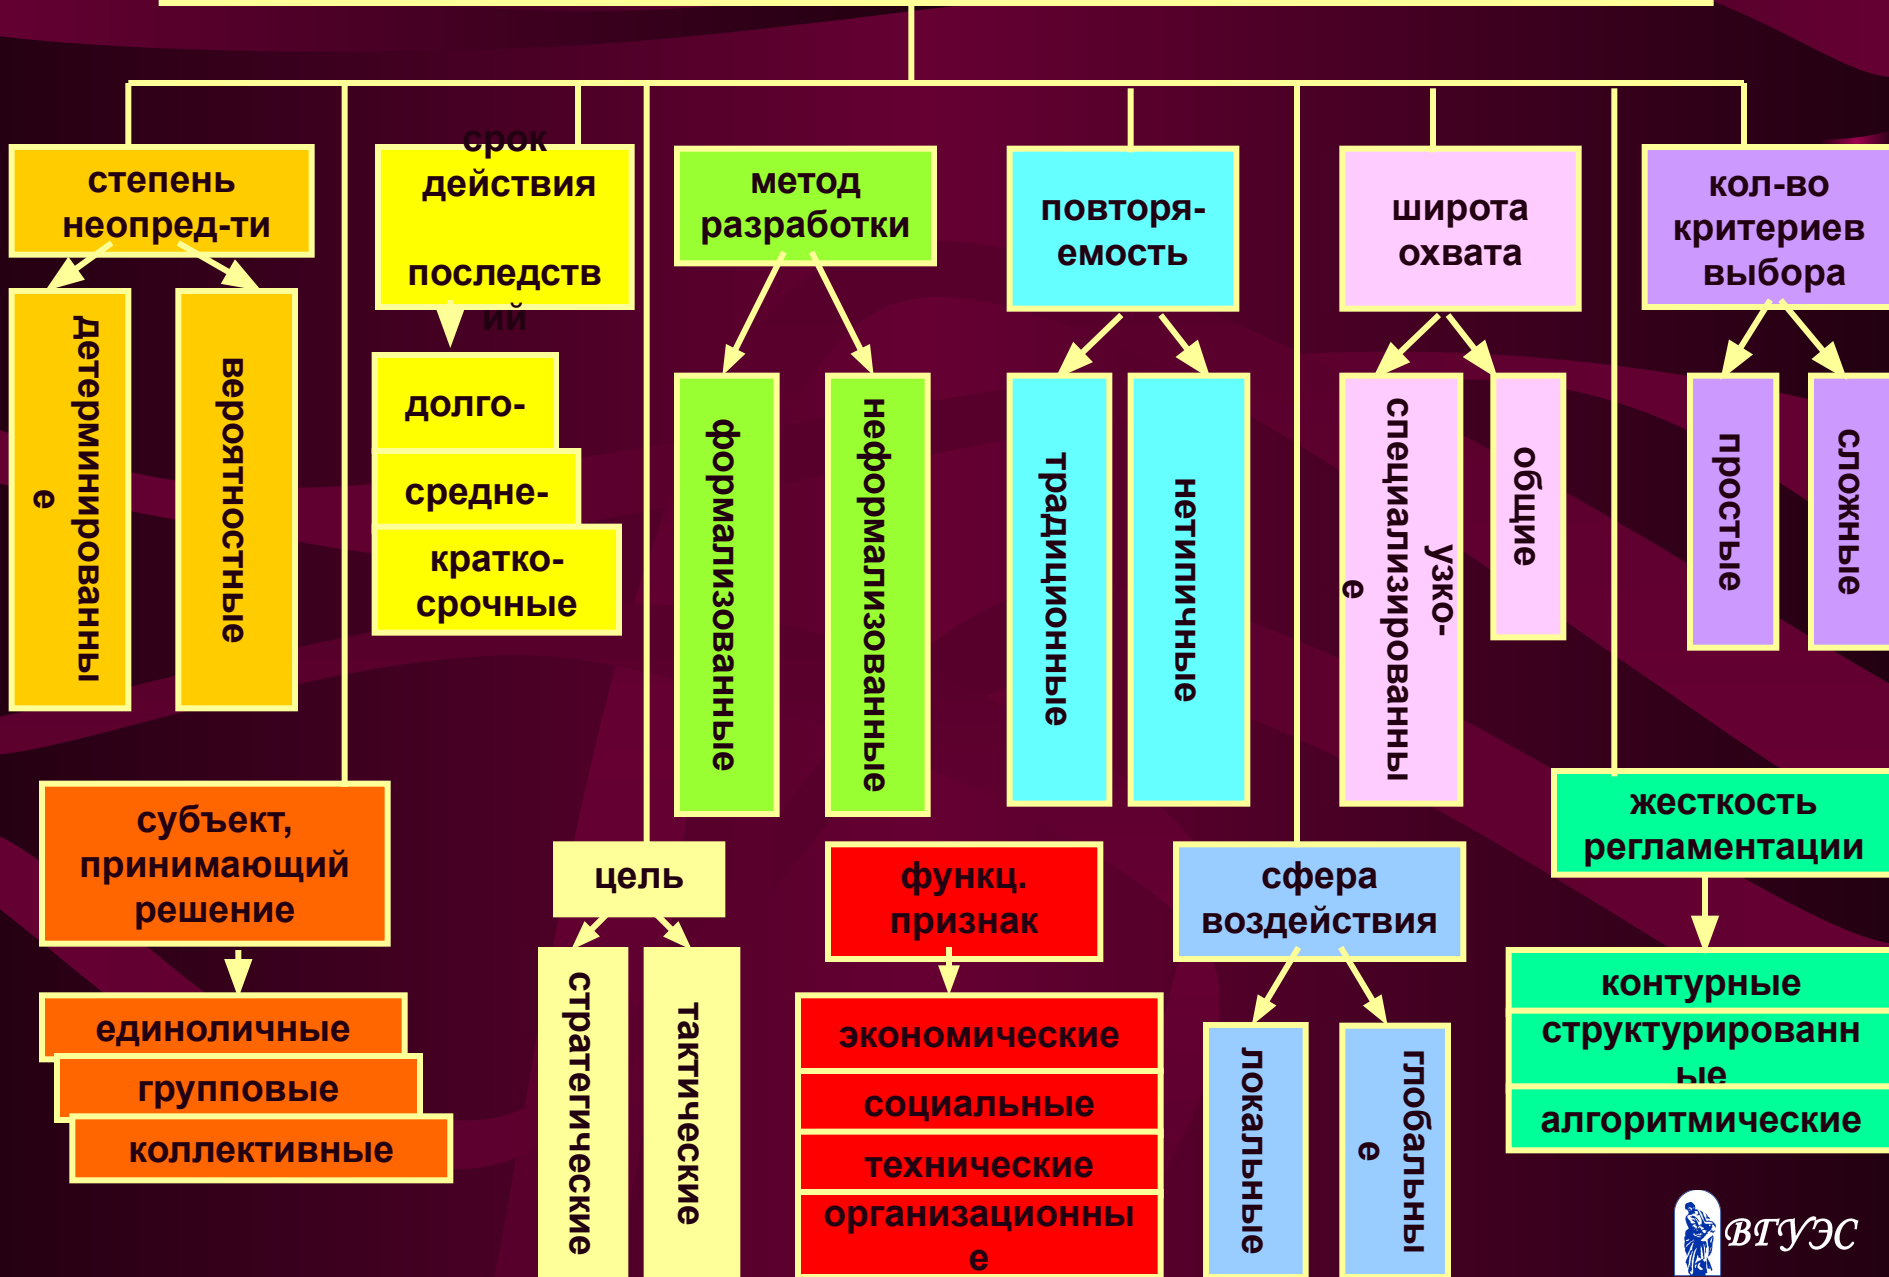 степень
неопред-ти
детерминированны
е
вероятностные
срок
действия
последств
ий
долго-
средне-
кратко-
срочные
метод
разработки
формализованные
неформализованные
повторя-
емость
традиционные
нетипичные
широта
охвата
узко-
специализированны
е
общие
кол-во
критериев
выбора
простые
сложные
субъект,
принимающий
решение
единоличные
групповые
коллективные
цель
стратегические
тактические
функц.
признак
экономические
социальные
технические
организационны
е
сфера
воздействия
локальные
глобальны
е
жесткость
регламентации
контурные
структурированн
ые
алгоритмические
ВГУЭС